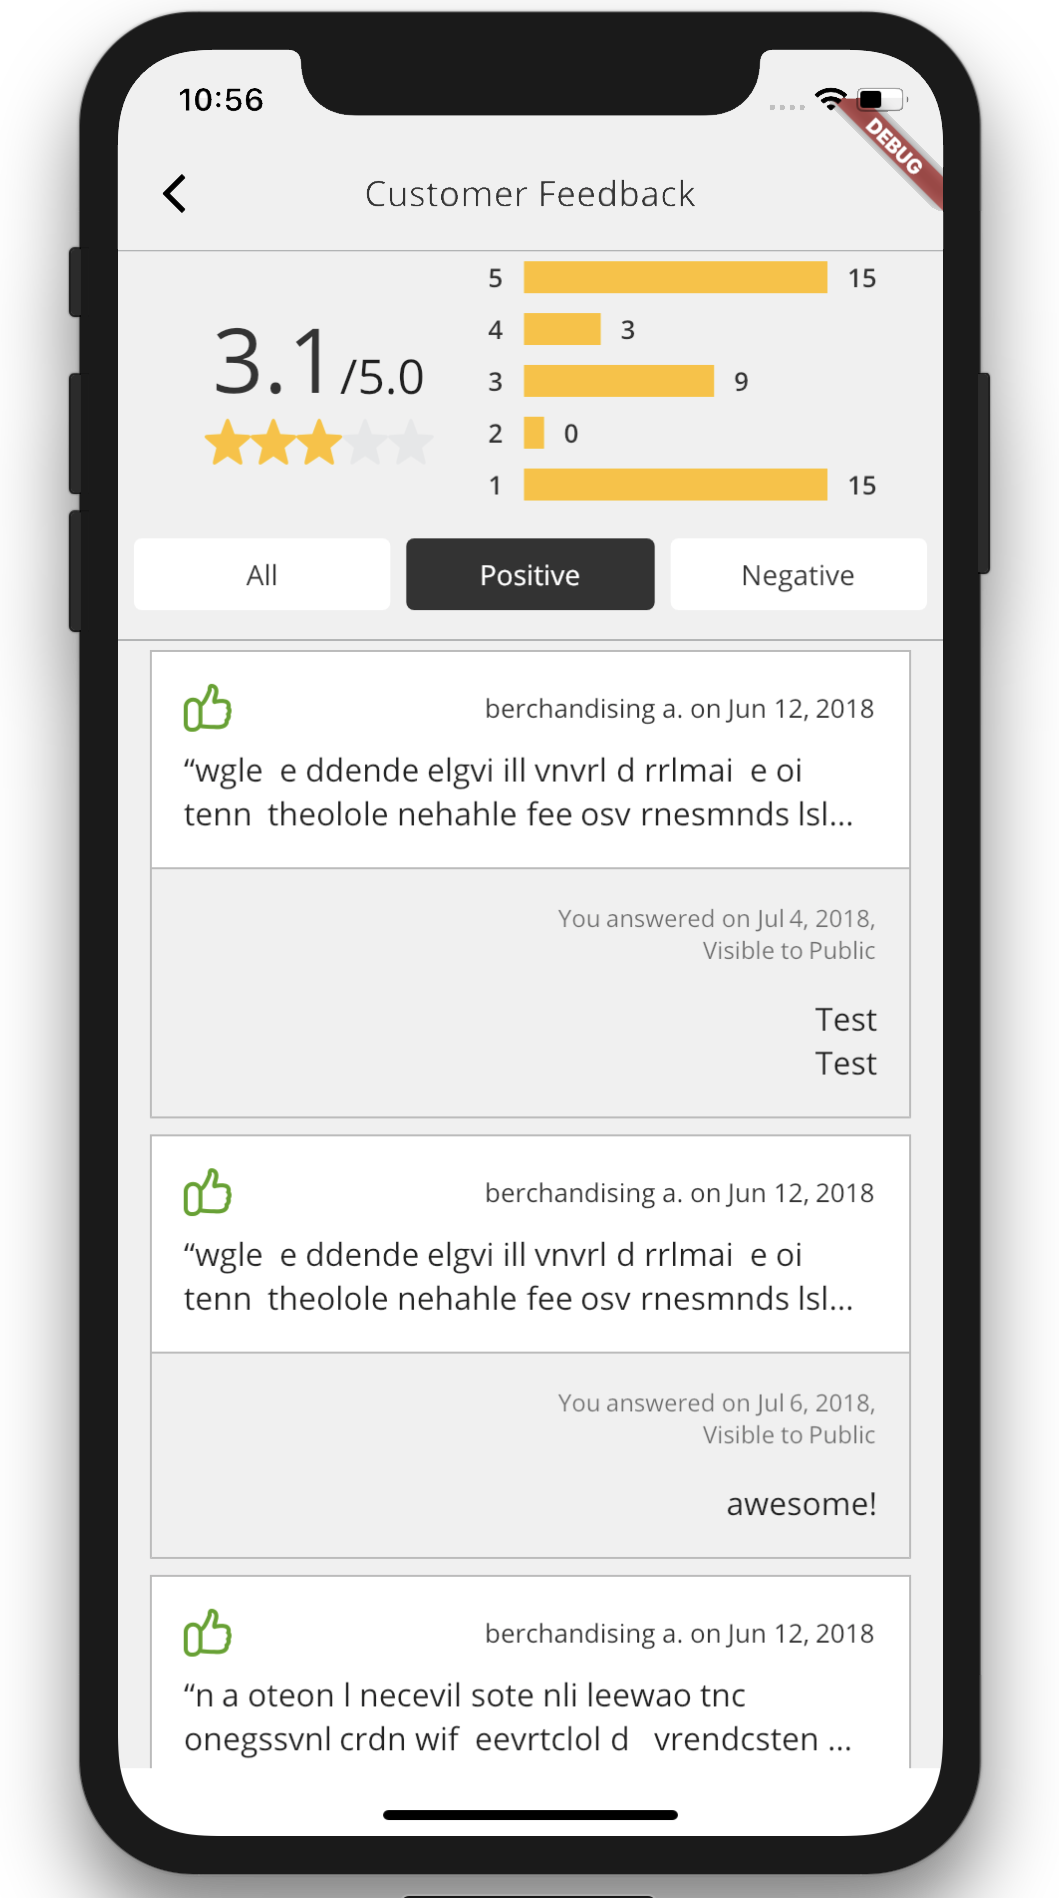 10:56
DEBUG
Customer Feedback
3.1/5.0
5 15
4 3
3 9
2 0
1 15
All Positive Negative
berchandising a. on Jun 12, 2018
“wgle  e ddende elgvi ill vnvrl d rrlmai  e oi
tenn  theolole nehahle fee osv rnesmnds lsl...
You answered on Jul 4, 2018,
Visible to Public
Test
Test
berchandising a. on Jun 12, 2018
“wgle  e ddende elgvi ill vnvrl d rrlmai  e oi
tenn  theolole nehahle fee osv rnesmnds lsl...
You answered on Jul 6, 2018,
Visible to Public
awesome!
berchandising a. on Jun 12, 2018
“n a oteon l necevil sote nli leewao tnc
onegssvnl crdn wif  eevrtclol d   vrendcsten ...